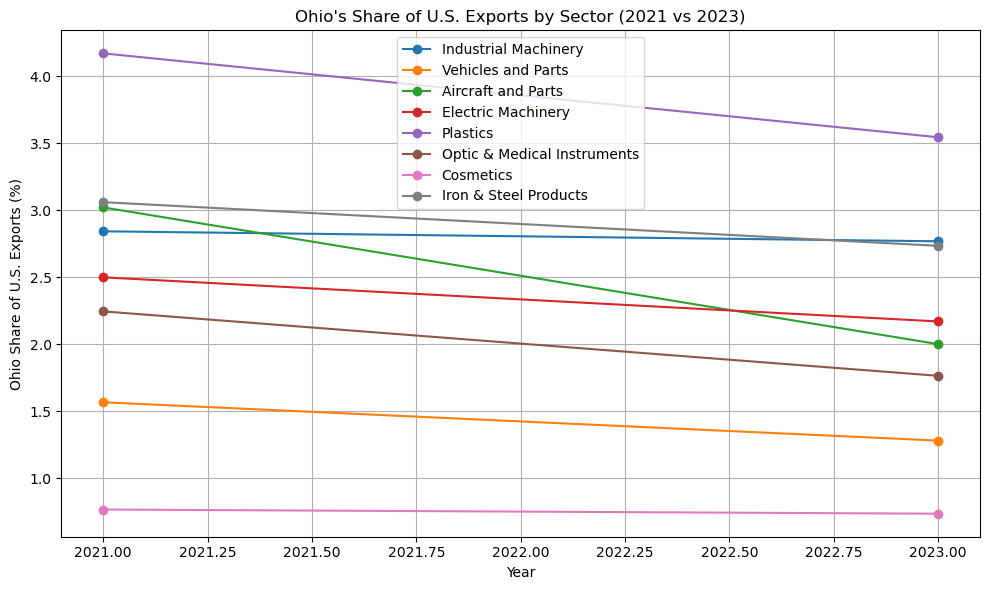 Ohio's Share of U.S. Exports by Sector (2021 vs 2023)
Industrial Machinery
Vehicles and Parts
Aircraft and Parts
Electric Machinery
Plastics
Optic & Medical Instruments
Cosmetics
Iron & Steel Products
Ohio Share of U.S. Exports (%)
4.0
3.5
3.0
2.5
2.0
1.5
1.0
2021.00 2021.25 2021.50 2021.75 2022.00 2022.25 2022.50 2022.75 2023.00
Year